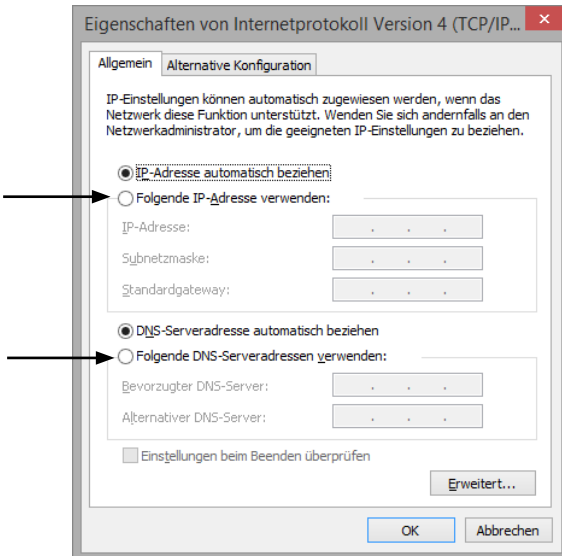 Eigenschaften von Internetprotokoll Version 4 (TCP/IP...
Allgemein
Alternative Konfiguration
IP-Einstellungen können automatisch zugewiesen werden, wenn das
Netzwerk diese Funktion unterstützt. Wenden Sie sich andernfalls an den
Netzwerkadministrator, um die geeigneten IP-Einstellungen zu beziehen.
IP-Adresse automatisch beziehen
Folgende IP-Adresse verwenden:
IP-Adresse:
Subnetzmaske:
Standardgateway:
DNS-Serveradresse automatisch beziehen
Folgende DNS-Serveradressen verwenden:
Bevorzugter DNS-Server:
Alternativer DNS-Server:
Einstellungen beim Beenden überprüfen
Erweitert...
OK
Abbrechen